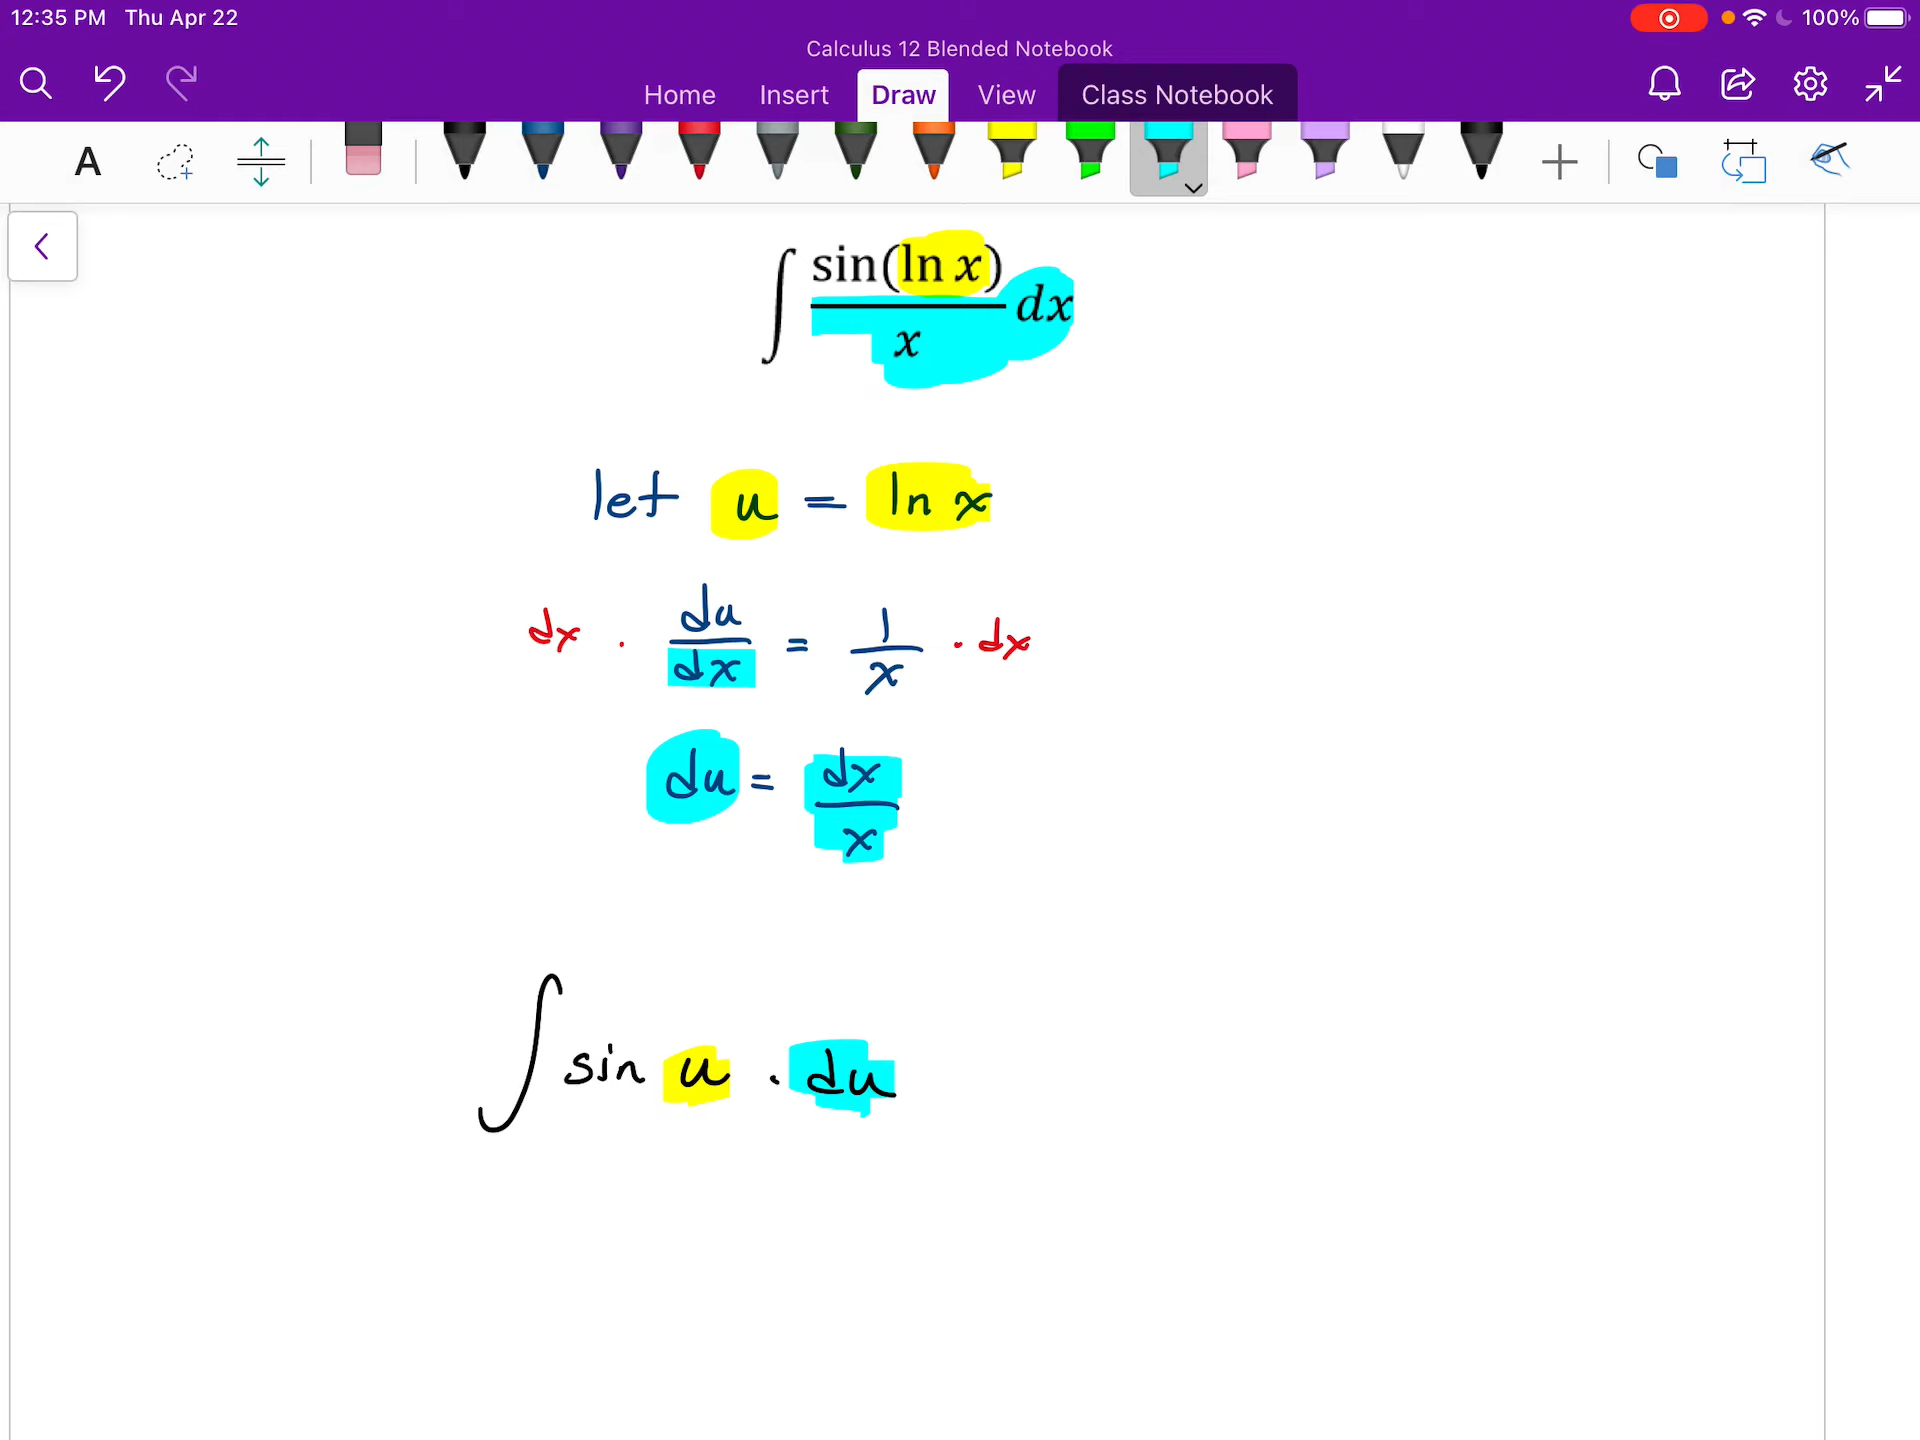 12:35 PM Thu Apr 22
100%
Calculus 12 Blended Notebook
Home Insert Draw View Class Notebook
A
∫ sin(ln x)/x dx
let u = ln x
dx · du/dx = 1/x · dx
du = dx/x
∫ sin u · du